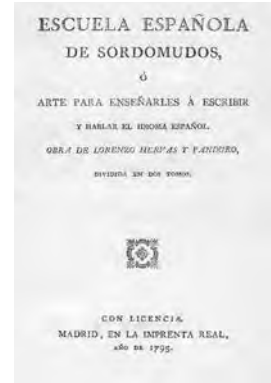 ESCUELA ESPAÑOLA
DE SORDOMUDOS,
Ó
ARTE PARA ENSEÑARLES Á ESCRIBIR
Y HABLAR EL IDIOMA ESPAÑOL.
OBRA DE LORENZO HERVAS Y PANDURO,
DIVIDIDA EN DOS TOMOS.
CON LICENCIA.
MADRID, EN LA IMPRENTA REAL,
AÑO DE 1795.